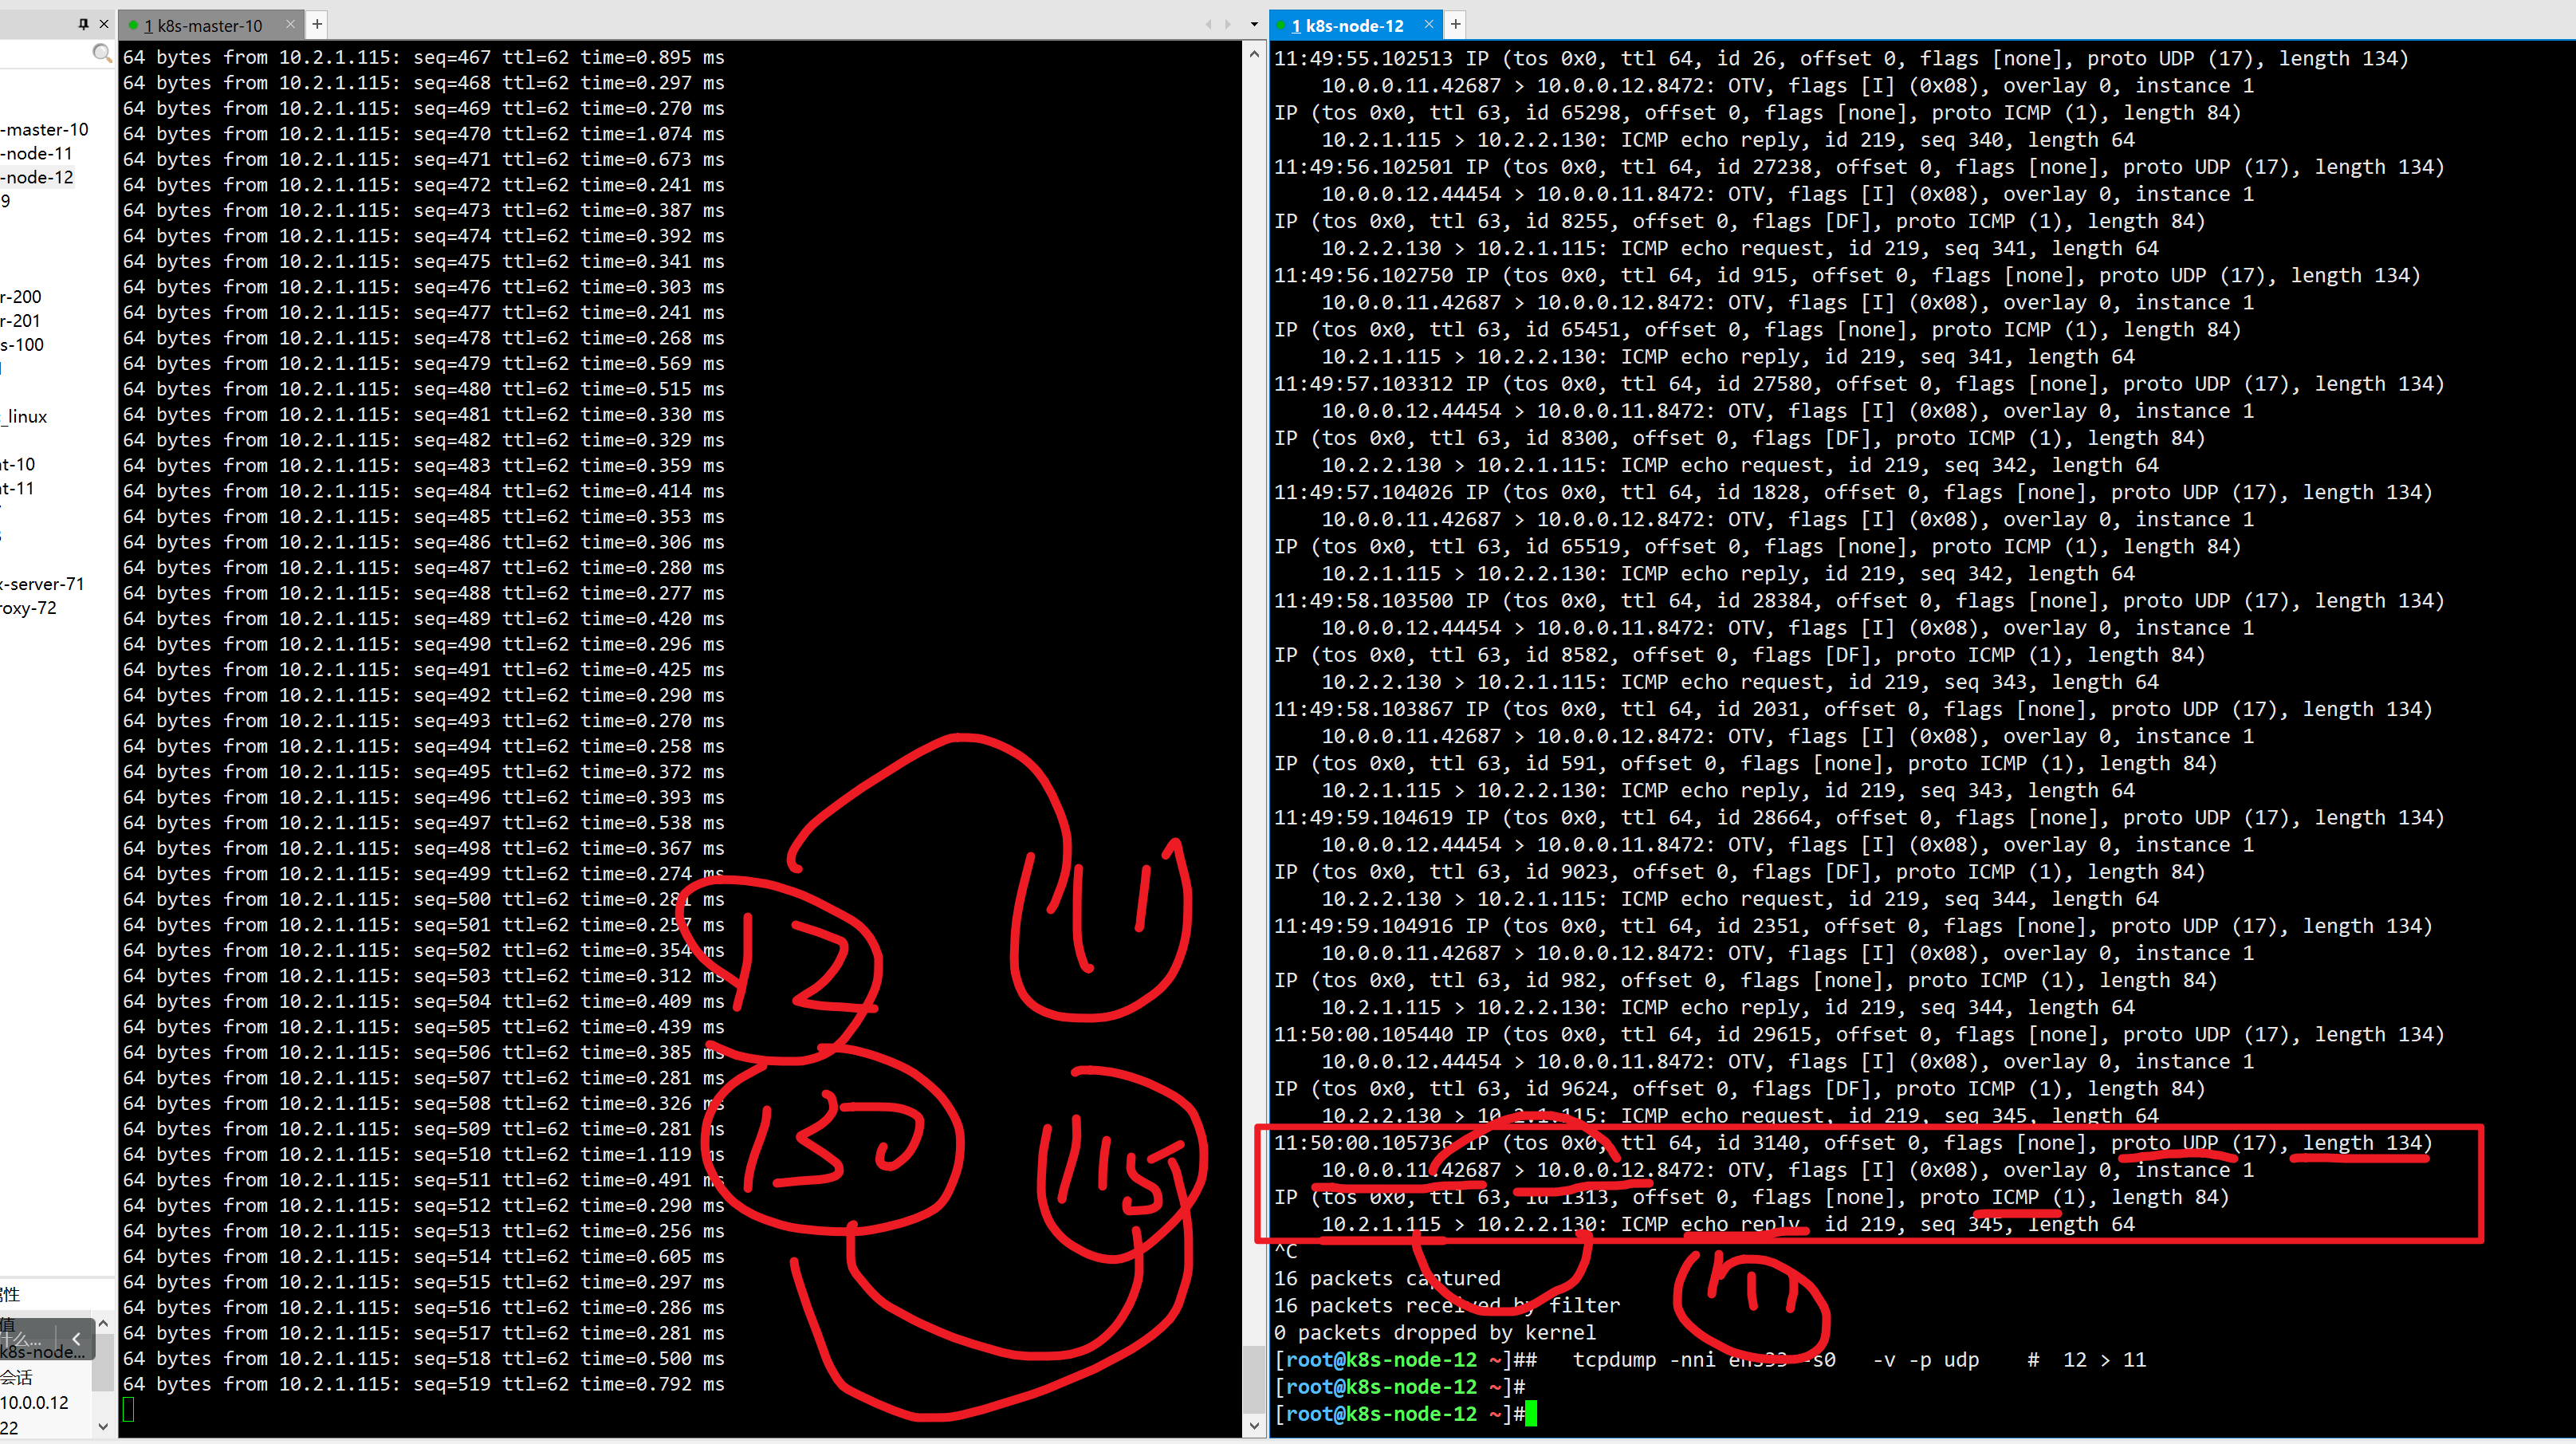 1 k8s-master-10
1 k8s-node-12
-master-10
-node-11
-node-12
9
r-200
r-201
s-100
_linux
nt-10
nt-11
x-server-71
roxy-72
属性
值
什么...
k8s-node...
会话
10.0.0.12
22
64 bytes from 10.2.1.115: seq=467 ttl=62 time=0.895 ms
64 bytes from 10.2.1.115: seq=468 ttl=62 time=0.297 ms
64 bytes from 10.2.1.115: seq=469 ttl=62 time=0.270 ms
64 bytes from 10.2.1.115: seq=470 ttl=62 time=1.074 ms
64 bytes from 10.2.1.115: seq=471 ttl=62 time=0.673 ms
64 bytes from 10.2.1.115: seq=472 ttl=62 time=0.241 ms
64 bytes from 10.2.1.115: seq=473 ttl=62 time=0.387 ms
64 bytes from 10.2.1.115: seq=474 ttl=62 time=0.392 ms
64 bytes from 10.2.1.115: seq=475 ttl=62 time=0.341 ms
64 bytes from 10.2.1.115: seq=476 ttl=62 time=0.303 ms
64 bytes from 10.2.1.115: seq=477 ttl=62 time=0.241 ms
64 bytes from 10.2.1.115: seq=478 ttl=62 time=0.268 ms
64 bytes from 10.2.1.115: seq=479 ttl=62 time=0.569 ms
64 bytes from 10.2.1.115: seq=480 ttl=62 time=0.515 ms
64 bytes from 10.2.1.115: seq=481 ttl=62 time=0.330 ms
64 bytes from 10.2.1.115: seq=482 ttl=62 time=0.329 ms
64 bytes from 10.2.1.115: seq=483 ttl=62 time=0.359 ms
64 bytes from 10.2.1.115: seq=484 ttl=62 time=0.414 ms
64 bytes from 10.2.1.115: seq=485 ttl=62 time=0.353 ms
64 bytes from 10.2.1.115: seq=486 ttl=62 time=0.306 ms
64 bytes from 10.2.1.115: seq=487 ttl=62 time=0.280 ms
64 bytes from 10.2.1.115: seq=488 ttl=62 time=0.277 ms
64 bytes from 10.2.1.115: seq=489 ttl=62 time=0.420 ms
64 bytes from 10.2.1.115: seq=490 ttl=62 time=0.296 ms
64 bytes from 10.2.1.115: seq=491 ttl=62 time=0.425 ms
64 bytes from 10.2.1.115: seq=492 ttl=62 time=0.290 ms
64 bytes from 10.2.1.115: seq=493 ttl=62 time=0.270 ms
64 bytes from 10.2.1.115: seq=494 ttl=62 time=0.258 ms
64 bytes from 10.2.1.115: seq=495 ttl=62 time=0.372 ms
64 bytes from 10.2.1.115: seq=496 ttl=62 time=0.393 ms
64 bytes from 10.2.1.115: seq=497 ttl=62 time=0.538 ms
64 bytes from 10.2.1.115: seq=498 ttl=62 time=0.367 ms
64 bytes from 10.2.1.115: seq=499 ttl=62 time=0.274 ms
64 bytes from 10.2.1.115: seq=500 ttl=62 time=0.281 ms
64 bytes from 10.2.1.115: seq=501 ttl=62 time=0.257 ms
64 bytes from 10.2.1.115: seq=502 ttl=62 time=0.354 ms
64 bytes from 10.2.1.115: seq=503 ttl=62 time=0.312 ms
64 bytes from 10.2.1.115: seq=504 ttl=62 time=0.409 ms
64 bytes from 10.2.1.115: seq=505 ttl=62 time=0.439 ms
64 bytes from 10.2.1.115: seq=506 ttl=62 time=0.385 ms
64 bytes from 10.2.1.115: seq=507 ttl=62 time=0.281 ms
64 bytes from 10.2.1.115: seq=508 ttl=62 time=0.326 ms
64 bytes from 10.2.1.115: seq=509 ttl=62 time=0.281 ms
64 bytes from 10.2.1.115: seq=510 ttl=62 time=1.119 ms
64 bytes from 10.2.1.115: seq=511 ttl=62 time=0.491 ms
64 bytes from 10.2.1.115: seq=512 ttl=62 time=0.290 ms
64 bytes from 10.2.1.115: seq=513 ttl=62 time=0.256 ms
64 bytes from 10.2.1.115: seq=514 ttl=62 time=0.605 ms
64 bytes from 10.2.1.115: seq=515 ttl=62 time=0.297 ms
64 bytes from 10.2.1.115: seq=516 ttl=62 time=0.286 ms
64 bytes from 10.2.1.115: seq=517 ttl=62 time=0.281 ms
64 bytes from 10.2.1.115: seq=518 ttl=62 time=0.500 ms
64 bytes from 10.2.1.115: seq=519 ttl=62 time=0.792 ms
12
11
130
115
11:49:55.102513 IP (tos 0x0, ttl 64, id 26, offset 0, flags [none], proto UDP (17), length 134)
10.0.0.11.42687 > 10.0.0.12.8472: OTV, flags [I] (0x08), overlay 0, instance 1
IP (tos 0x0, ttl 63, id 65298, offset 0, flags [none], proto ICMP (1), length 84)
10.2.1.115 > 10.2.2.130: ICMP echo reply, id 219, seq 340, length 64
11:49:56.102501 IP (tos 0x0, ttl 64, id 27238, offset 0, flags [none], proto UDP (17), length 134)
10.0.0.12.44454 > 10.0.0.11.8472: OTV, flags [I] (0x08), overlay 0, instance 1
IP (tos 0x0, ttl 63, id 8255, offset 0, flags [DF], proto ICMP (1), length 84)
10.2.2.130 > 10.2.1.115: ICMP echo request, id 219, seq 341, length 64
11:49:56.102750 IP (tos 0x0, ttl 64, id 915, offset 0, flags [none], proto UDP (17), length 134)
10.0.0.11.42687 > 10.0.0.12.8472: OTV, flags [I] (0x08), overlay 0, instance 1
IP (tos 0x0, ttl 63, id 65451, offset 0, flags [none], proto ICMP (1), length 84)
10.2.1.115 > 10.2.2.130: ICMP echo reply, id 219, seq 341, length 64
11:49:57.103312 IP (tos 0x0, ttl 64, id 27580, offset 0, flags [none], proto UDP (17), length 134)
10.0.0.12.44454 > 10.0.0.11.8472: OTV, flags [I] (0x08), overlay 0, instance 1
IP (tos 0x0, ttl 63, id 8300, offset 0, flags [DF], proto ICMP (1), length 84)
10.2.2.130 > 10.2.1.115: ICMP echo request, id 219, seq 342, length 64
11:49:57.104026 IP (tos 0x0, ttl 64, id 1828, offset 0, flags [none], proto UDP (17), length 134)
10.0.0.11.42687 > 10.0.0.12.8472: OTV, flags [I] (0x08), overlay 0, instance 1
IP (tos 0x0, ttl 63, id 65519, offset 0, flags [none], proto ICMP (1), length 84)
10.2.1.115 > 10.2.2.130: ICMP echo reply, id 219, seq 342, length 64
11:49:58.103500 IP (tos 0x0, ttl 64, id 28384, offset 0, flags [none], proto UDP (17), length 134)
10.0.0.12.44454 > 10.0.0.11.8472: OTV, flags [I] (0x08), overlay 0, instance 1
IP (tos 0x0, ttl 63, id 8582, offset 0, flags [DF], proto ICMP (1), length 84)
10.2.2.130 > 10.2.1.115: ICMP echo request, id 219, seq 343, length 64
11:49:58.103867 IP (tos 0x0, ttl 64, id 2031, offset 0, flags [none], proto UDP (17), length 134)
10.0.0.11.42687 > 10.0.0.12.8472: OTV, flags [I] (0x08), overlay 0, instance 1
IP (tos 0x0, ttl 63, id 591, offset 0, flags [none], proto ICMP (1), length 84)
10.2.1.115 > 10.2.2.130: ICMP echo reply, id 219, seq 343, length 64
11:49:59.104619 IP (tos 0x0, ttl 64, id 28664, offset 0, flags [none], proto UDP (17), length 134)
10.0.0.12.44454 > 10.0.0.11.8472: OTV, flags [I] (0x08), overlay 0, instance 1
IP (tos 0x0, ttl 63, id 9023, offset 0, flags [DF], proto ICMP (1), length 84)
10.2.2.130 > 10.2.1.115: ICMP echo request, id 219, seq 344, length 64
11:49:59.104916 IP (tos 0x0, ttl 64, id 2351, offset 0, flags [none], proto UDP (17), length 134)
10.0.0.11.42687 > 10.0.0.12.8472: OTV, flags [I] (0x08), overlay 0, instance 1
IP (tos 0x0, ttl 63, id 982, offset 0, flags [none], proto ICMP (1), length 84)
10.2.1.115 > 10.2.2.130: ICMP echo reply, id 219, seq 344, length 64
11:50:00.105440 IP (tos 0x0, ttl 64, id 29615, offset 0, flags [none], proto UDP (17), length 134)
10.0.0.12.44454 > 10.0.0.11.8472: OTV, flags [I] (0x08), overlay 0, instance 1
IP (tos 0x0, ttl 63, id 9624, offset 0, flags [DF], proto ICMP (1), length 84)
10.2.2.130 > 10.2.1.115: ICMP echo request, id 219, seq 345, length 64
11:50:00.105736 IP (tos 0x0, ttl 64, id 3140, offset 0, flags [none], proto UDP (17), length 134)
10.0.0.11.42687 > 10.0.0.12.8472: OTV, flags [I] (0x08), overlay 0, instance 1
IP (tos 0x0, ttl 63, id 1313, offset 0, flags [none], proto ICMP (1), length 84)
10.2.1.115 > 10.2.2.130: ICMP echo reply, id 219, seq 345, length 64
^C
16 packets captured
16 packets received by filter
0 packets dropped by kernel
[root@k8s-node-12 ~]## tcpdump -nni ens33 -s0 -v -p udp # 12 > 11
[root@k8s-node-12 ~]#
[root@k8s-node-12 ~]#